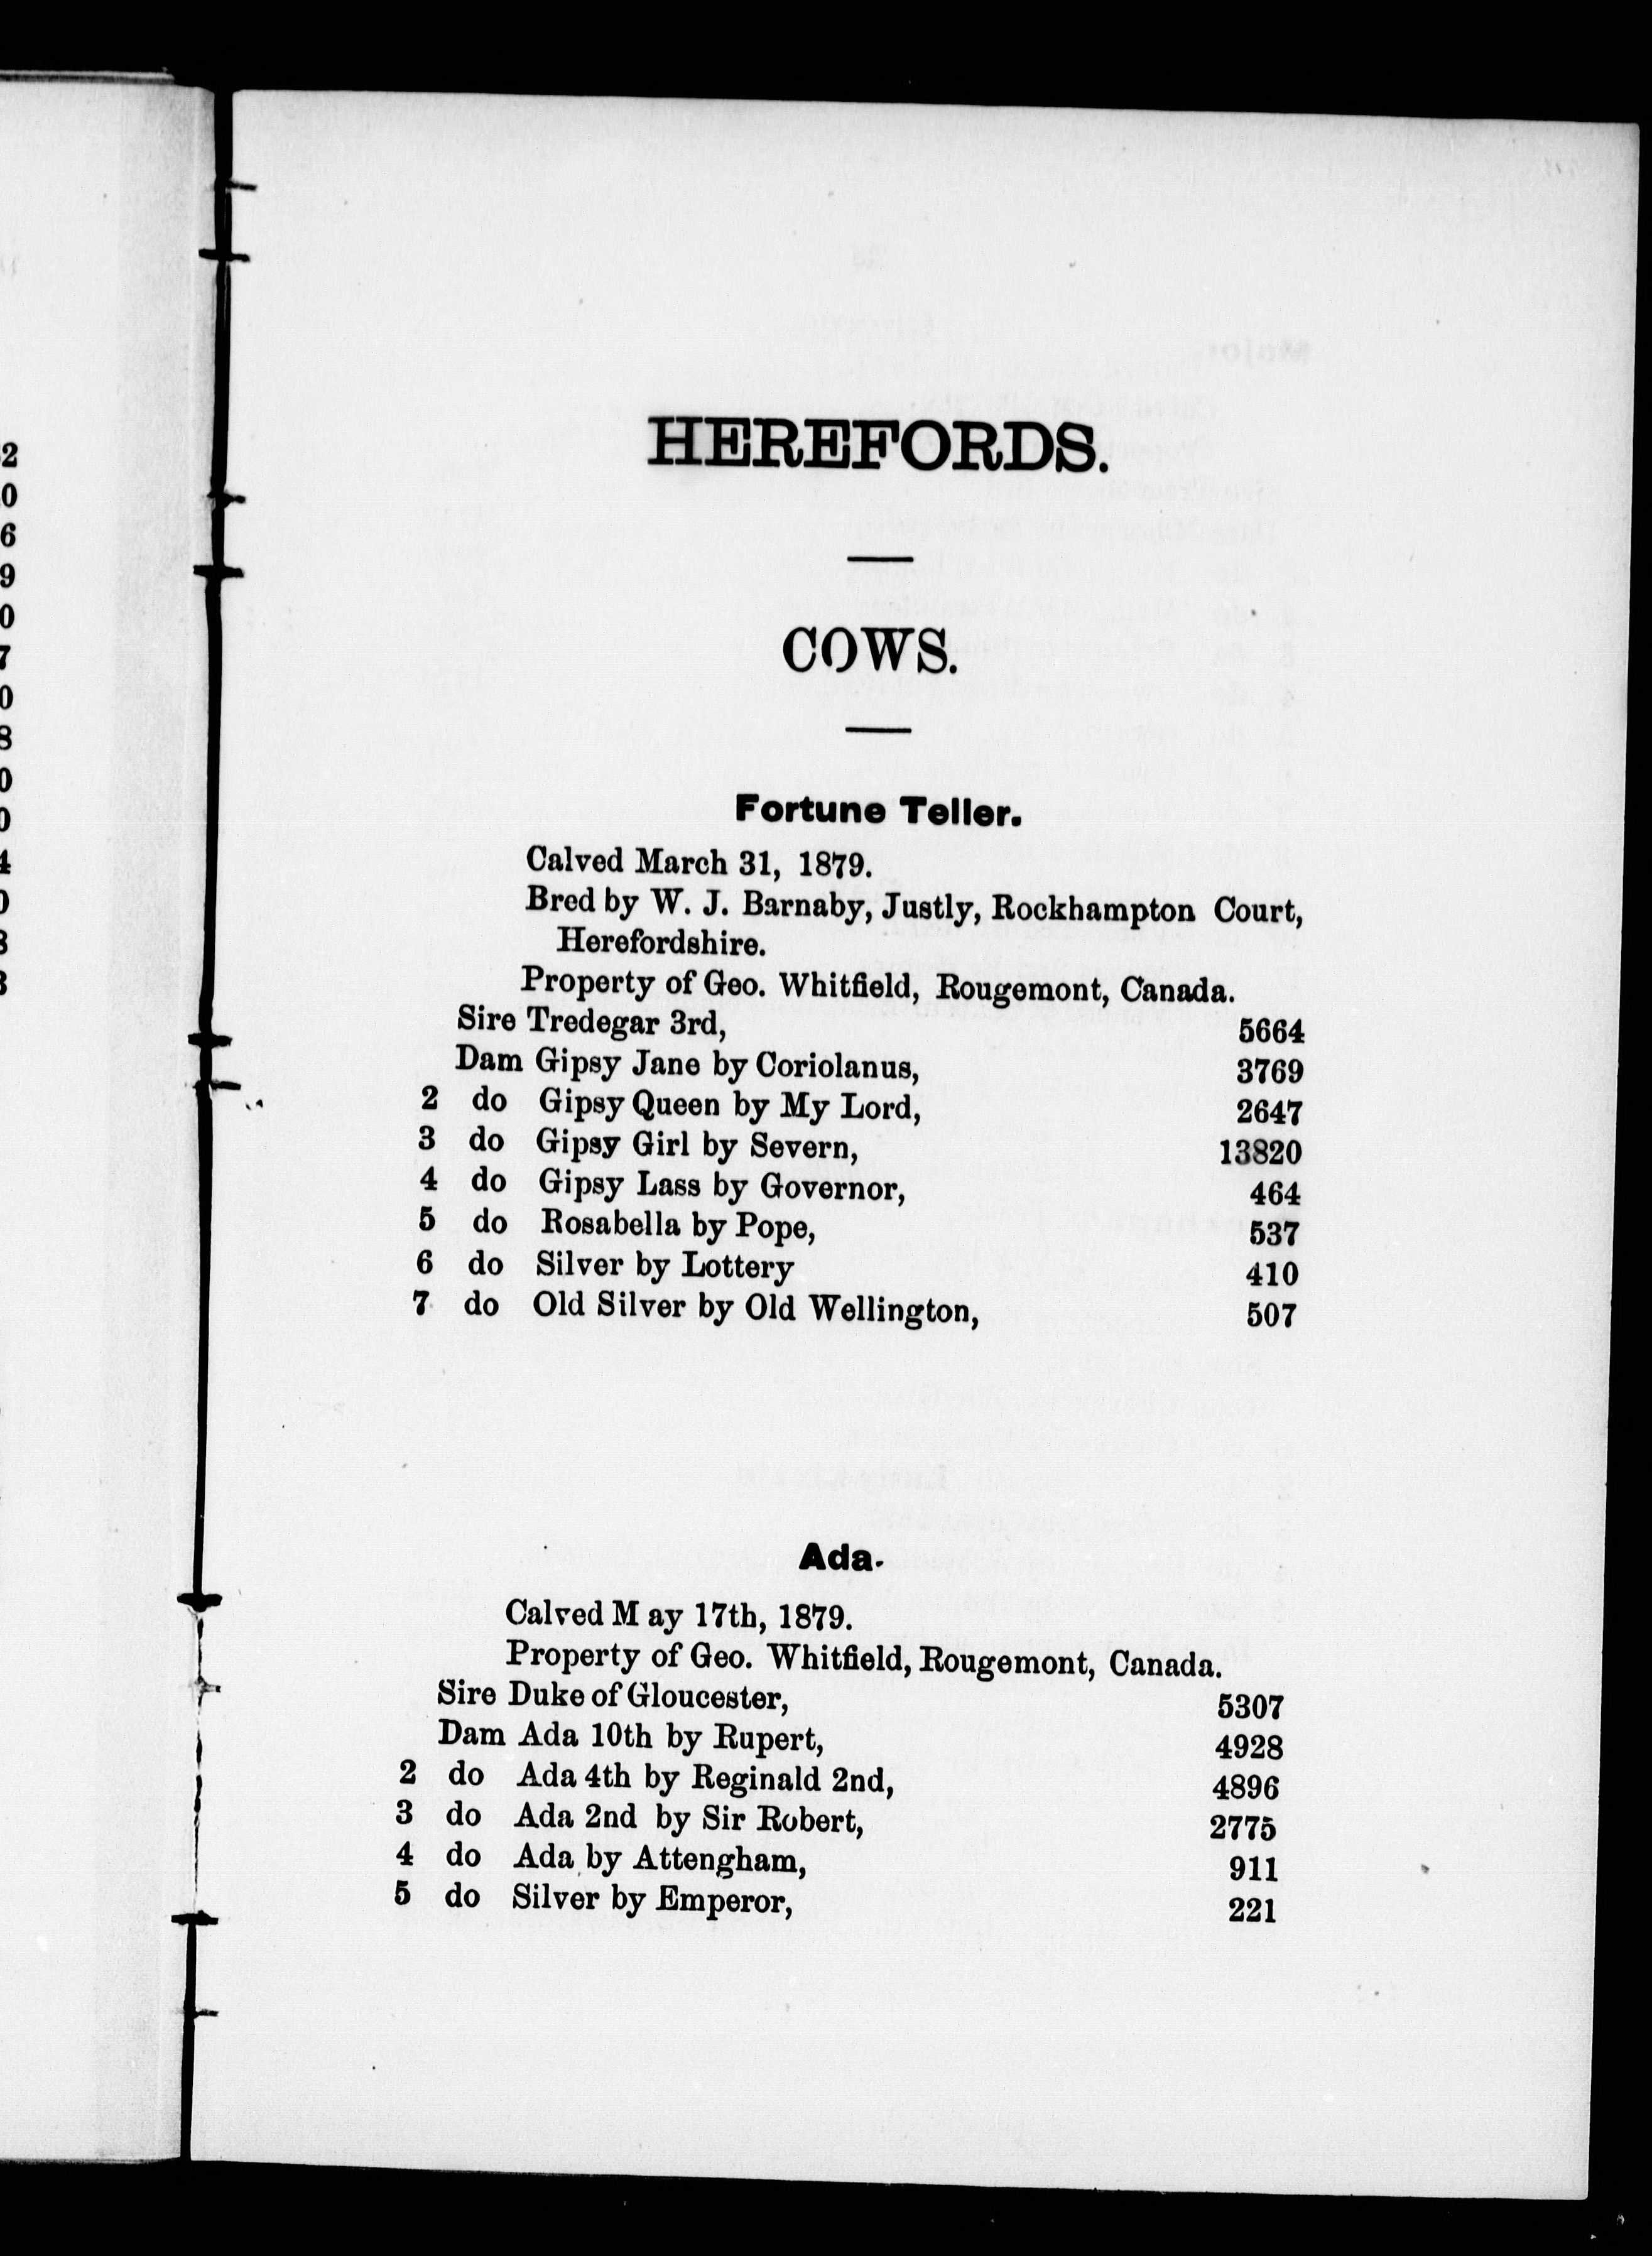 HEREFORDS.
COWS.
Fortune Teller.
Calved March 31, 1879.
Bred by W. J. Barnaby, Justly, Rockhampton Court,
Herefordshire.
Property of Geo. Whitfield, Rougemont, Canada.
Sire Tredegar 3rd, 5664
Dam Gipsy Jane by Coriolanus, 3769
2 do Gipsy Queen by My Lord, 2647
3 do Gipsy Girl by Severn, 13820
4 do Gipsy Lass by Governor, 464
5 do Rosabella by Pope, 537
6 do Silver by Lottery 410
7 do Old Silver by Old Wellington, 507
Ada.
Calved M ay 17th, 1879.
Property of Geo. Whitfield, Rougemont, Canada.
Sire Duke of Gloucester, 5307
Dam Ada 10th by Rupert, 4928
2 do Ada 4th by Reginald 2nd, 4896
3 do Ada 2nd by Sir Robert, 2775
4 do Ada by Attengham, 911
5 do Silver by Emperor, 221